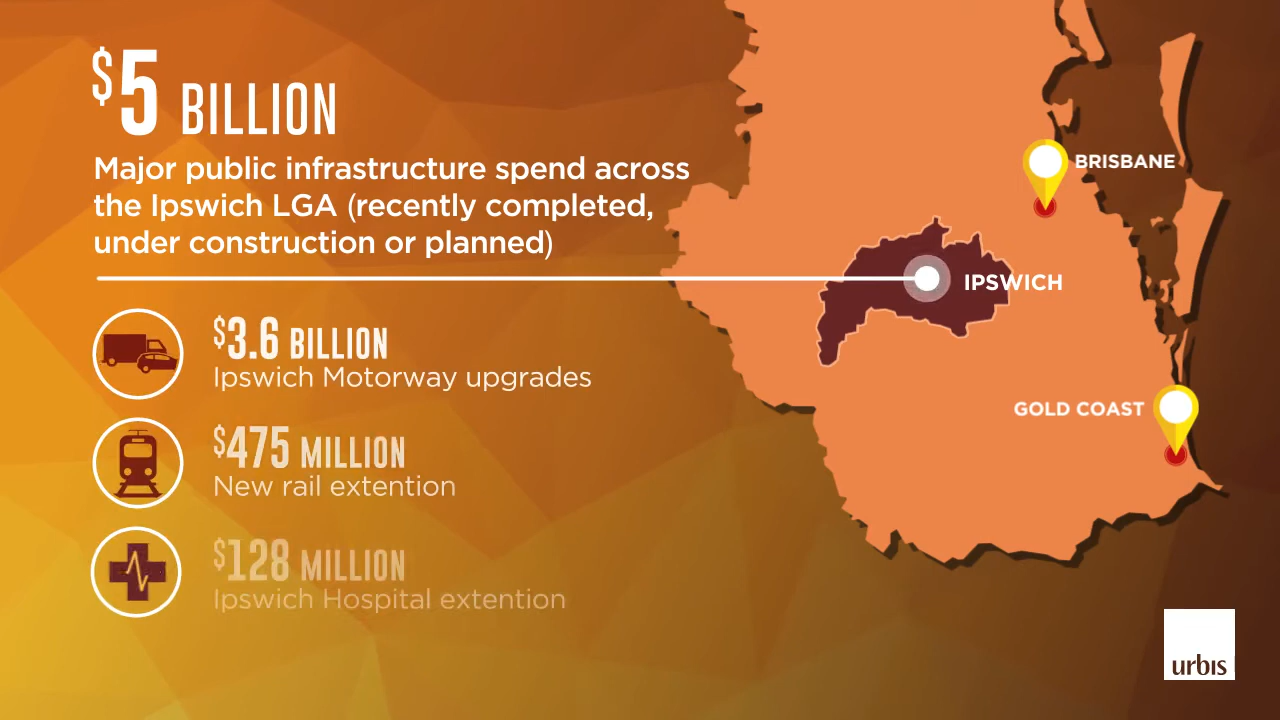 $5 BILLION
Major public infrastructure spend across
the Ipswich LGA (recently completed,
under construction or planned)
$3.6 BILLION
Ipswich Motorway upgrades
$475 MILLION
New rail extention
$128 MILLION
Ipswich Hospital extention
BRISBANE
IPSWICH
GOLD COAST
urbis